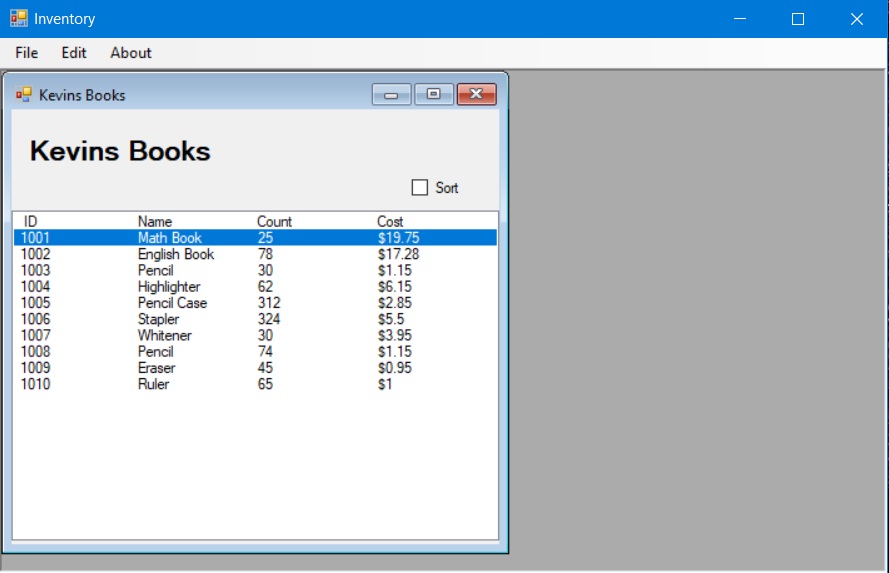 Inventory
File Edit About
Kevins Books
Kevins Books
Sort
ID Name Count Cost
1001 Math Book 25 $19.75
1002 English Book 78 $17.28
1003 Pencil 30 $1.15
1004 Highlighter 62 $6.15
1005 Pencil Case 312 $2.85
1006 Stapler 324 $5.5
1007 Whitener 30 $3.95
1008 Pencil 74 $1.15
1009 Eraser 45 $0.95
1010 Ruler 65 $1